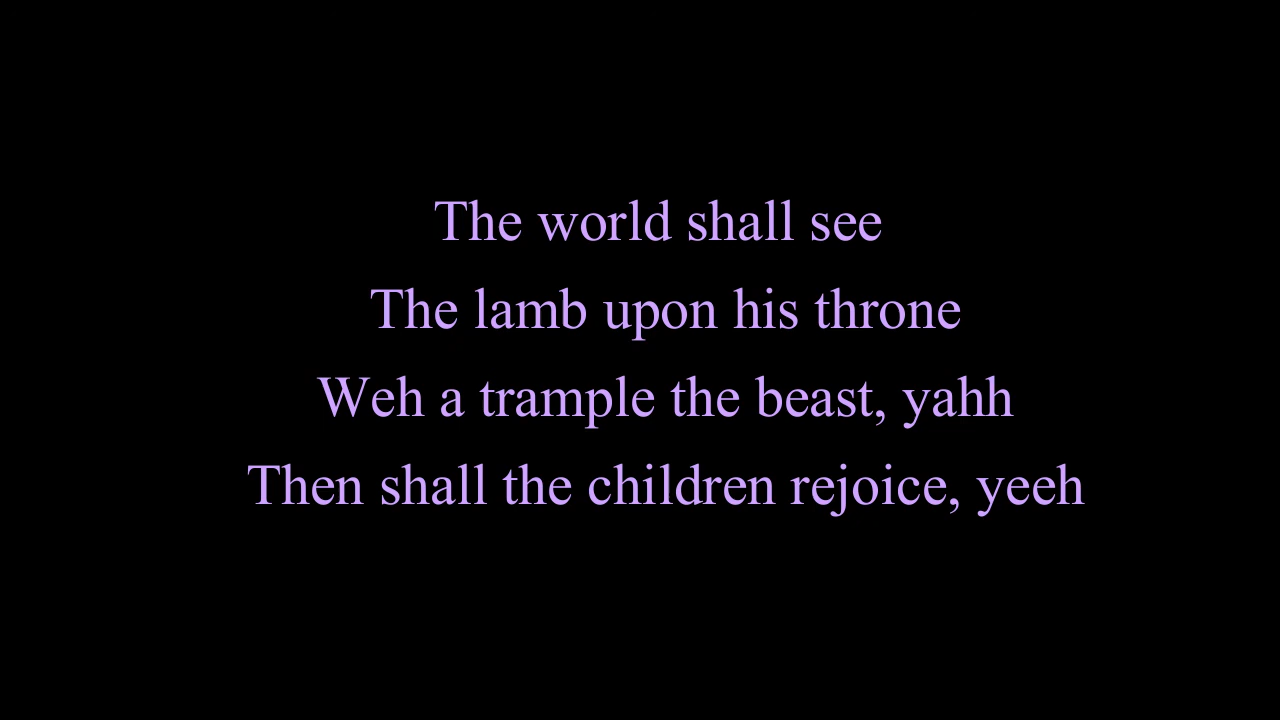 The world shall see
The lamb upon his throne
Weh a trample the beast, yahh
Then shall the children rejoice, yeeh